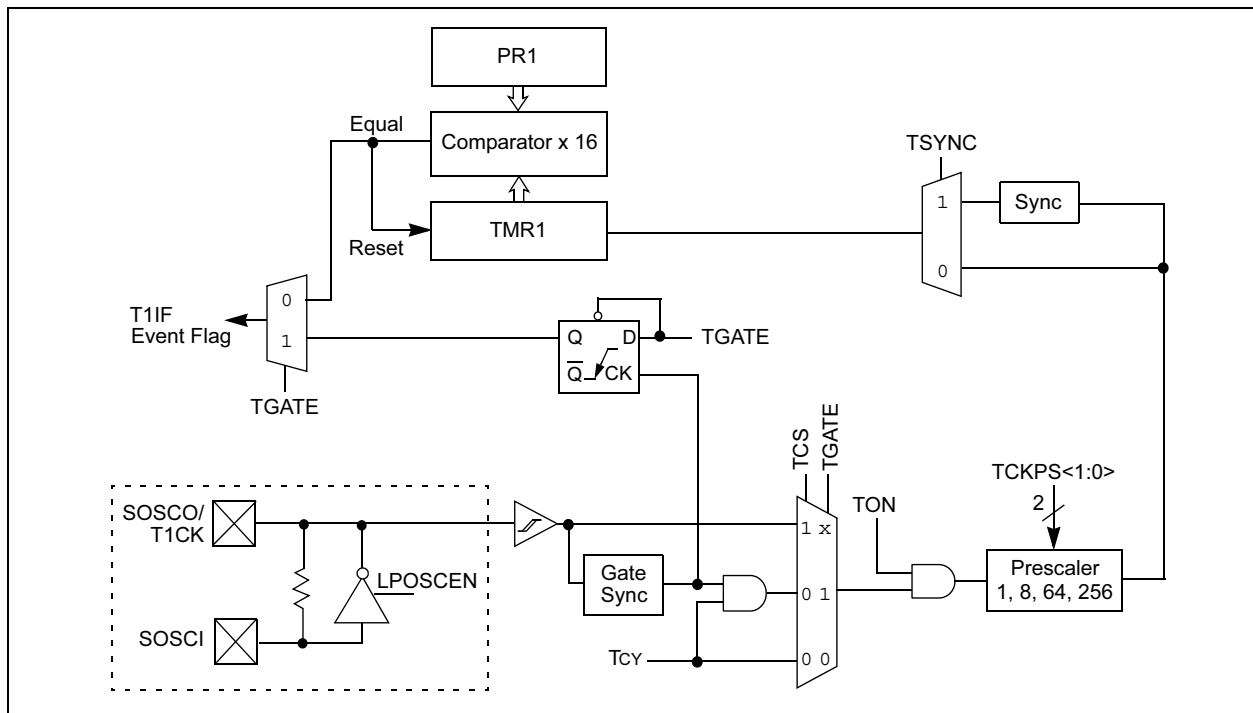 PR1
Equal
Comparator x 16
TSYNC
1
Sync
Reset
TMR1
0
T1IF
Event Flag
0
1
Q
D
TGATE
Q
CK
TGATE
TCS
TGATE
TCKPS<1:0>
2
TON
SOSCO/
T1CK
1 x
LPOSCEN
Gate
Sync
0 1
Prescaler
1, 8, 64, 256
SOSCI
TCY
0 0